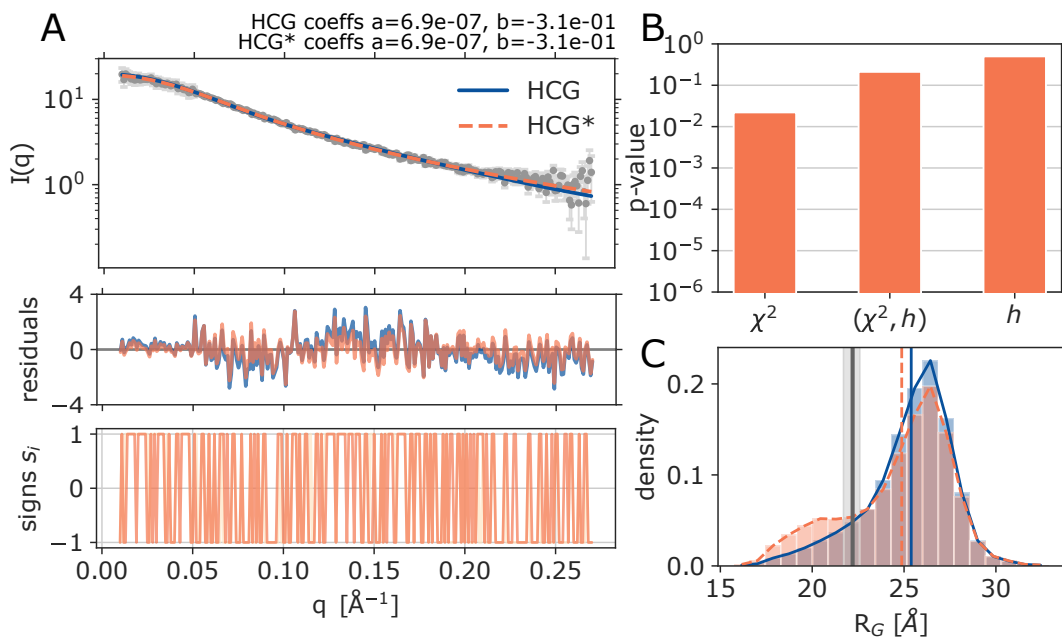 A
HCG coeffs a=6.9e-07, b=-3.1e-01
HCG* coeffs a=6.9e-07, b=-3.1e-01
10¹
10⁰
I(q)
HCG
HCG*
4
0
−4
residuals
1
0
−1
signs sᵢ
0.00 0.05 0.10 0.15 0.20 0.25
q [Å⁻¹]
B
10⁰
10⁻¹
10⁻²
10⁻³
10⁻⁴
10⁻⁵
10⁻⁶
p-value
χ² (χ², h) h
C
0.2
0.1
0.0
density
15 20 25 30
R_G [Å]